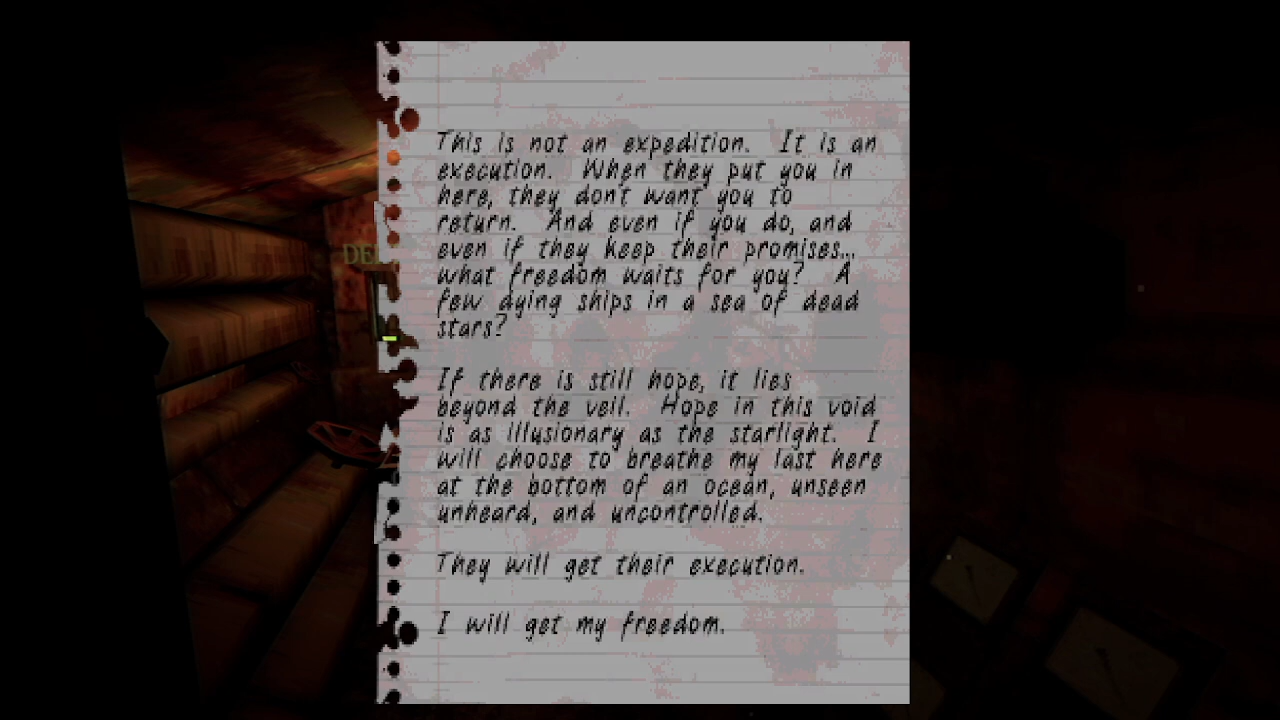 This is not an expedition.  It is an
execution.  When they put you in
here, they don't want you to
return.  And even if you do, and
even if they keep their promises...
what freedom waits for you?  A
few dying ships in a sea of dead
stars?
If there is still hope, it lies
beyond the veil.  Hope in this void
is as illusionary as the starlight.  I
will choose to breathe my last here
at the bottom of an ocean, unseen
unheard, and uncontrolled.
They will get their execution.
I will get my freedom.